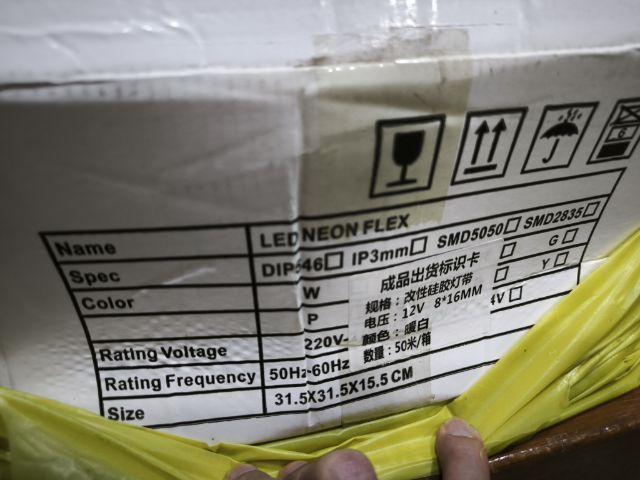 6
Name LED NEON FLEX
Spec DIP546□ IP3mm□ SMD5050□ SMD2835□
Color W □ G □
P □ Y □
Rating Voltage 220V- 4V□
Rating Frequency 50Hz-60Hz
Size 31.5X31.5X15.5 CM
成品出货标识卡
规格：改性硅胶灯带
电压：12V 8*16MM
颜色：暖白
数量：50米/箱